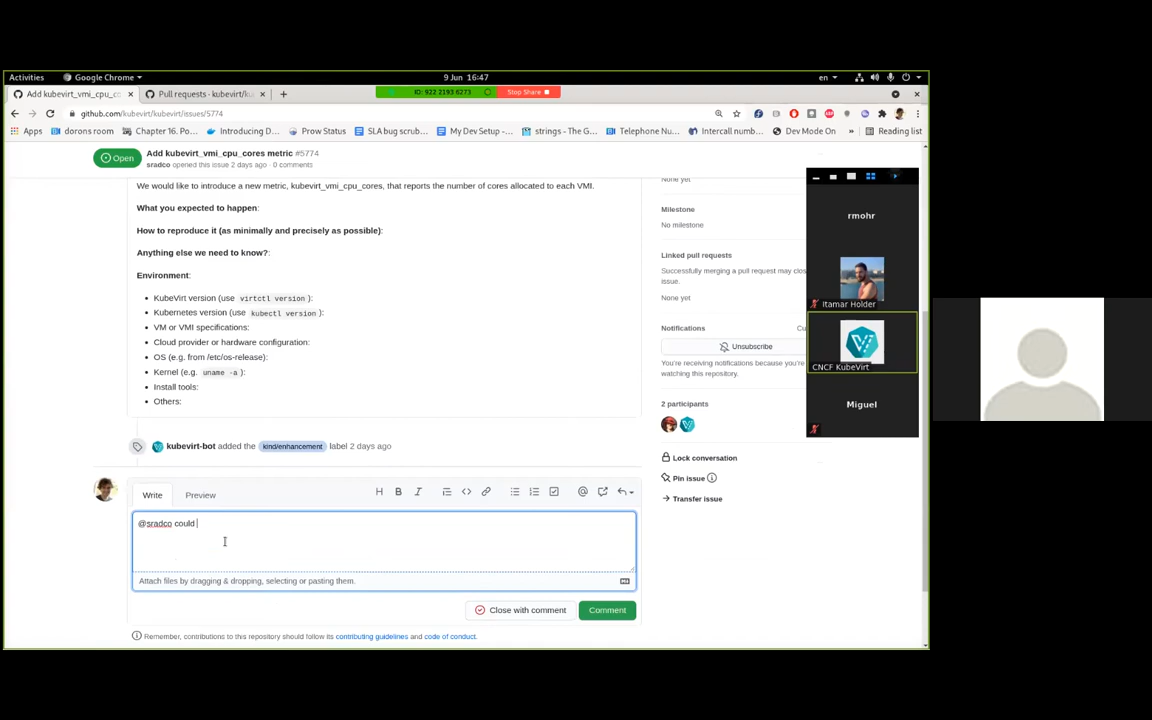 Activities
Google Chrome
9 Jun 16:47
en
Add kubevirt_vmi_cpu_co
Pull requests · kubevirt/ku
ID: 922 2193 6273
Stop Share
github.com/kubevirt/kubevirt/issues/5774
Apps
dorons room
Chapter 16. Po...
Introducing D...
Prow Status
SLA bug scrub...
My Dev Setup -...
strings - The G...
Telephone Nu...
Intercall numb...
Dev Mode On
»
Reading list
Open
Add kubevirt_vmi_cpu_cores metric #5774
sradco opened this issue 2 days ago · 0 comments
We would like to introduce a new metric, kubevirt_vmi_cpu_cores, that reports the number of cores allocated to each VMI.
What you expected to happen:
How to reproduce it (as minimally and precisely as possible):
Anything else we need to know?:
Environment:
• KubeVirt version (use virtctl version ):
• Kubernetes version (use kubectl version ):
• VM or VMI specifications:
• Cloud provider or hardware configuration:
• OS (e.g. from /etc/os-release):
• Kernel (e.g. uname -a ):
• Install tools:
• Others:
kubevirt-bot added the kind/enhancement label 2 days ago
Write
Preview
@sradco could
Attach files by dragging & dropping, selecting or pasting them.
Close with comment
Comment
Remember, contributions to this repository should follow its contributing guidelines and code of conduct.
None yet
Milestone
No milestone
Linked pull requests
Successfully merging a pull request may clos
issue.
None yet
Notifications
Cu
Unsubscribe
You're receiving notifications because you're
watching this repository.
2 participants
Lock conversation
Pin issue
Transfer issue
rmohr
Itamar Holder
CNCF KubeVirt
Miguel